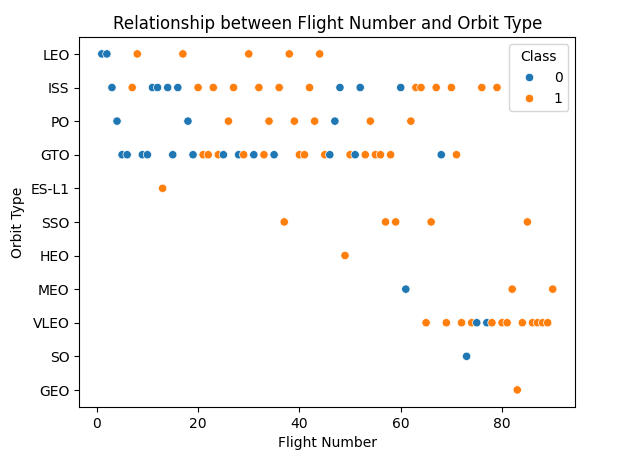 Relationship between Flight Number and Orbit Type
Class
0
1
Orbit Type
LEO
ISS
PO
GTO
ES-L1
SSO
HEO
MEO
VLEO
SO
GEO
0 20 40 60 80
Flight Number